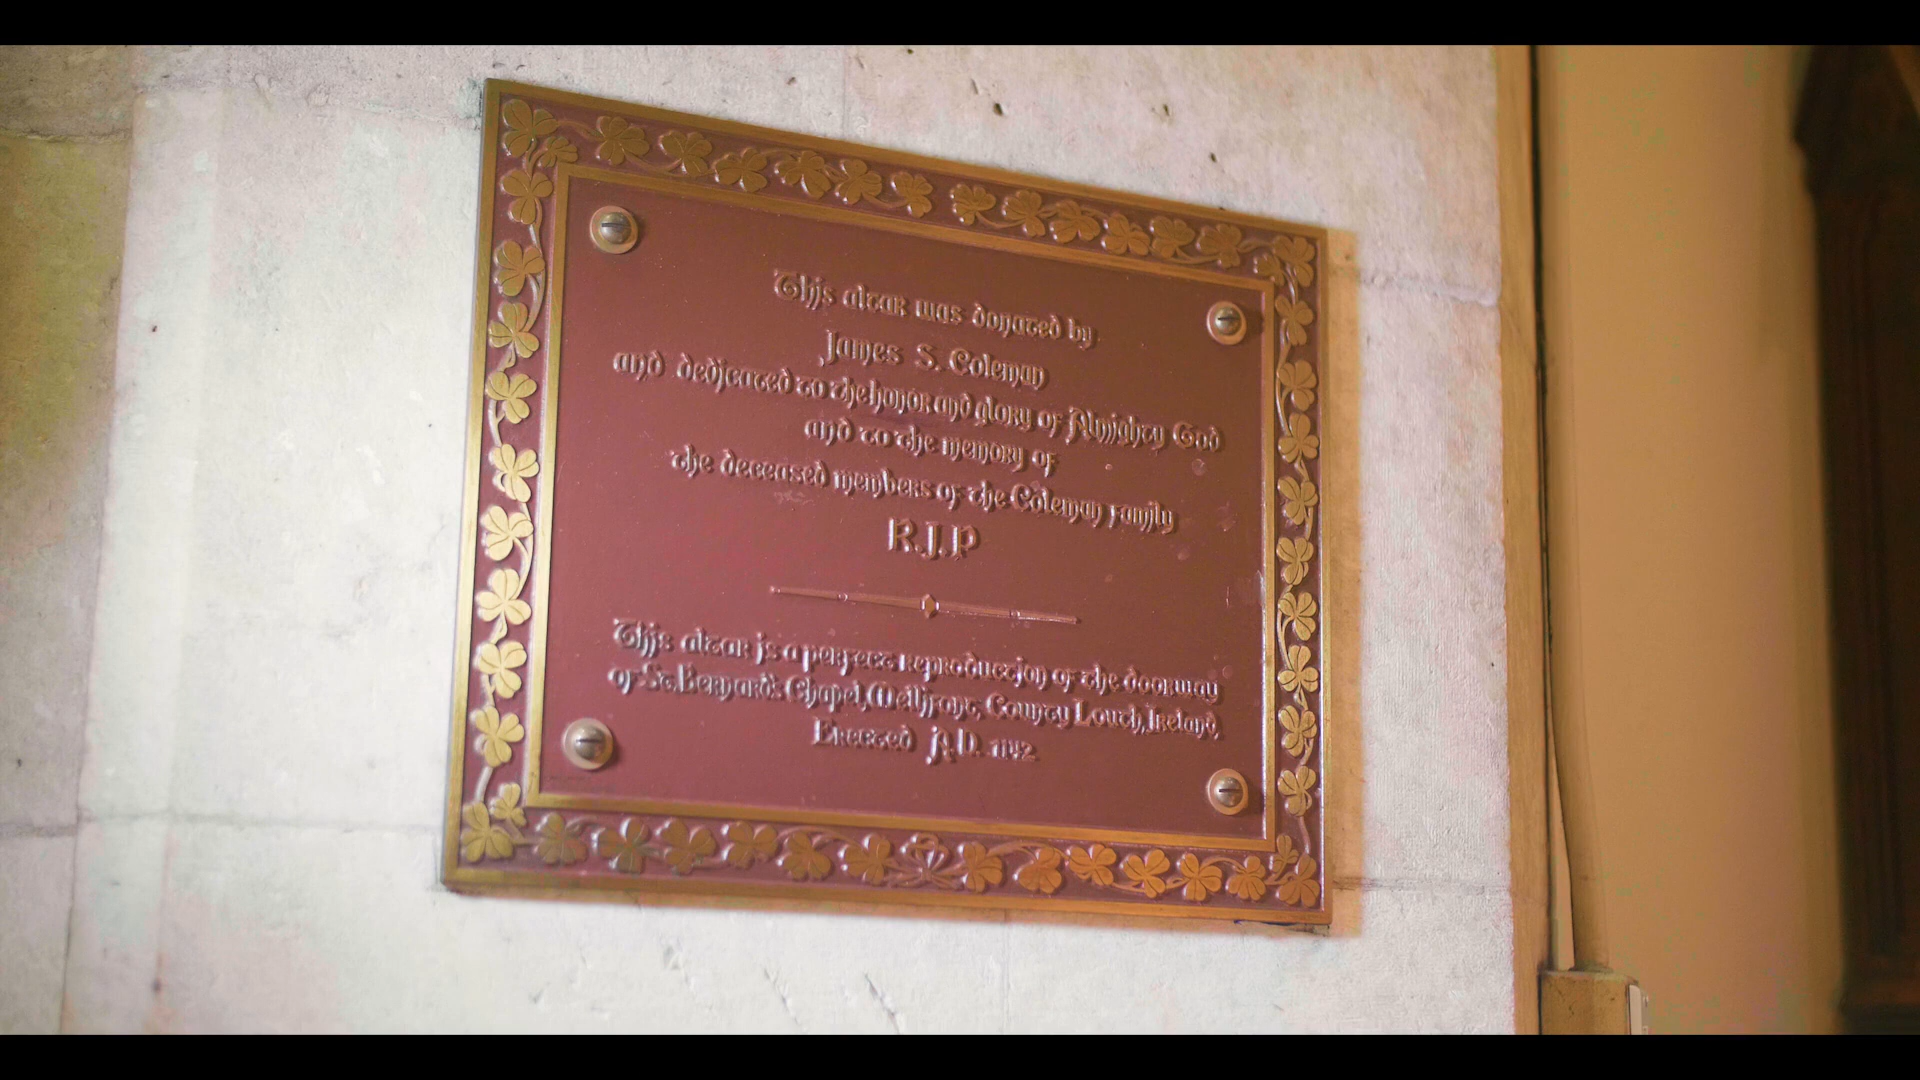 This altar was donated by
James S. Coleman
and dedicated to the honor and glory of Almighty God
and to the memory of
the deceased members of the Coleman Family
R.I.P
This altar is a perfect reproduction of the doorway
of St. Bernard's Chapel, Mellifont, County Louth, Ireland,
Erected A.D. 1142